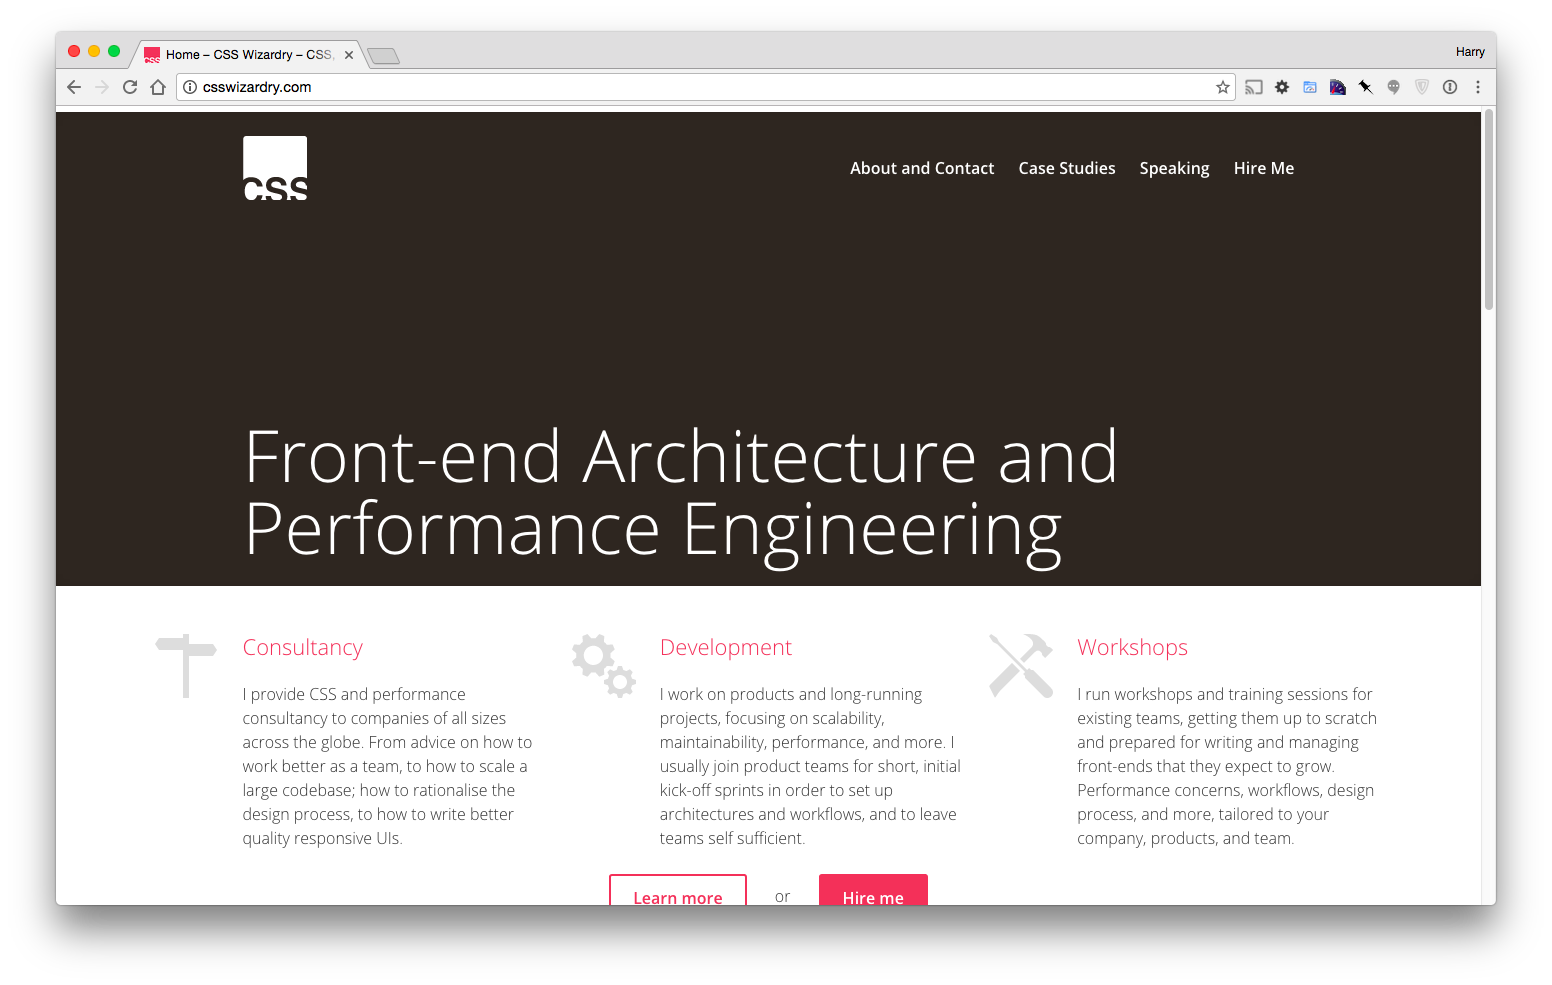 Home – CSS Wizardry – CSS,
Harry
csswizardry.com
CSS
About and Contact
Case Studies
Speaking
Hire Me
Front-end Architecture and
Performance Engineering
Consultancy
I provide CSS and performance
consultancy to companies of all sizes
across the globe. From advice on how to
work better as a team, to how to scale a
large codebase; how to rationalise the
design process, to how to write better
quality responsive UIs.
Development
I work on products and long-running
projects, focusing on scalability,
maintainability, performance, and more. I
usually join product teams for short, initial
kick-off sprints in order to set up
architectures and workflows, and to leave
teams self sufficient.
Workshops
I run workshops and training sessions for
existing teams, getting them up to scratch
and prepared for writing and managing
front-ends that they expect to grow.
Performance concerns, workflows, design
process, and more, tailored to your
company, products, and team.
Learn more
or
Hire me